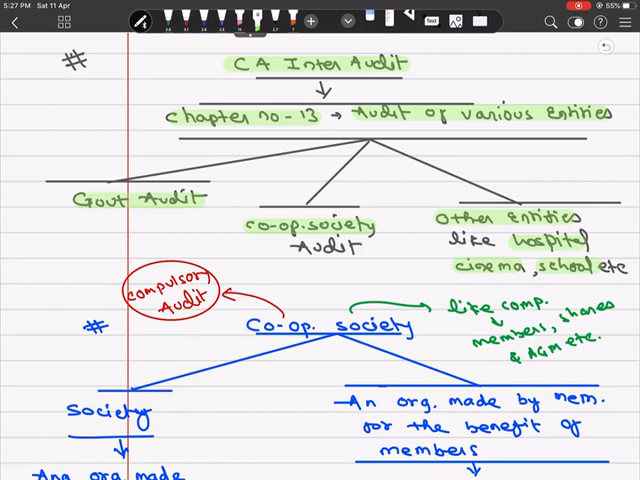 5:27 PM Sat 11 Apr
55%
# CA Inter Audit
Chapter no-13 → Audit of various Entities
Govt Audit
Co-op. society
Audit
Other Entities
like hospital
cinema, school etc
Compulsory
Audit
# Co-op. society
like comp.
members, shares
& AGM etc.
Society
An org. made by mem.
for the benefit of
members
Ang org. made